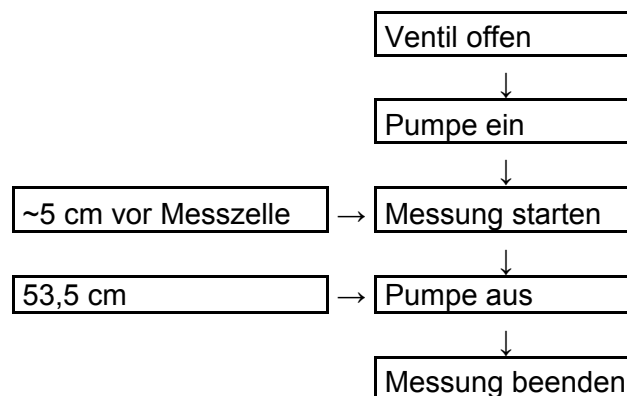 Ventil offen
↓
Pumpe ein
↓
~5 cm vor Messzelle → Messung starten
↓
53,5 cm → Pumpe aus
↓
Messung beenden